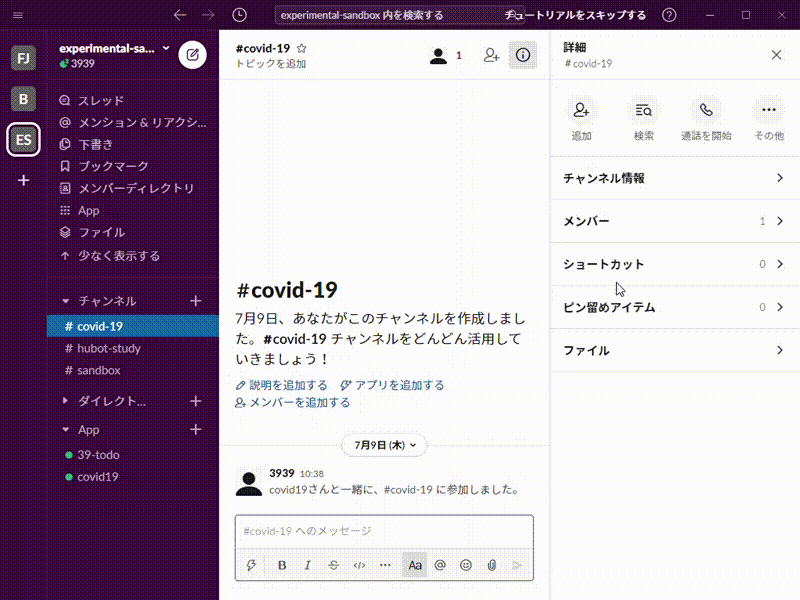 experimental-sandbox 内を検索する
チュートリアルをスキップする
FJ
B
ES
experimental-sa...
3939
スレッド
メンション & リアクシ...
下書き
ブックマーク
メンバーディレクトリ
App
ファイル
少なく表示する
チャンネル
# covid-19
# hubot-study
# sandbox
ダイレクト...
App
39-todo
covid19
#covid-19
トピックを追加
1
#covid-19
7月9日、あなたがこのチャンネルを作成しまし
た。#covid-19 チャンネルをどんどん活用して
いきましょう！
説明を追加する アプリを追加する
メンバーを追加する
7月9日 (木)
3939 10:38
covid19さんと一緒に、#covid-19 に参加しました。
#covid-19 へのメッセージ
B I S </> ... Aa @
詳細
#covid-19
追加 検索 通話を開始 その他
チャンネル情報
メンバー 1
ショートカット 0
ピン留めアイテム 0
ファイル